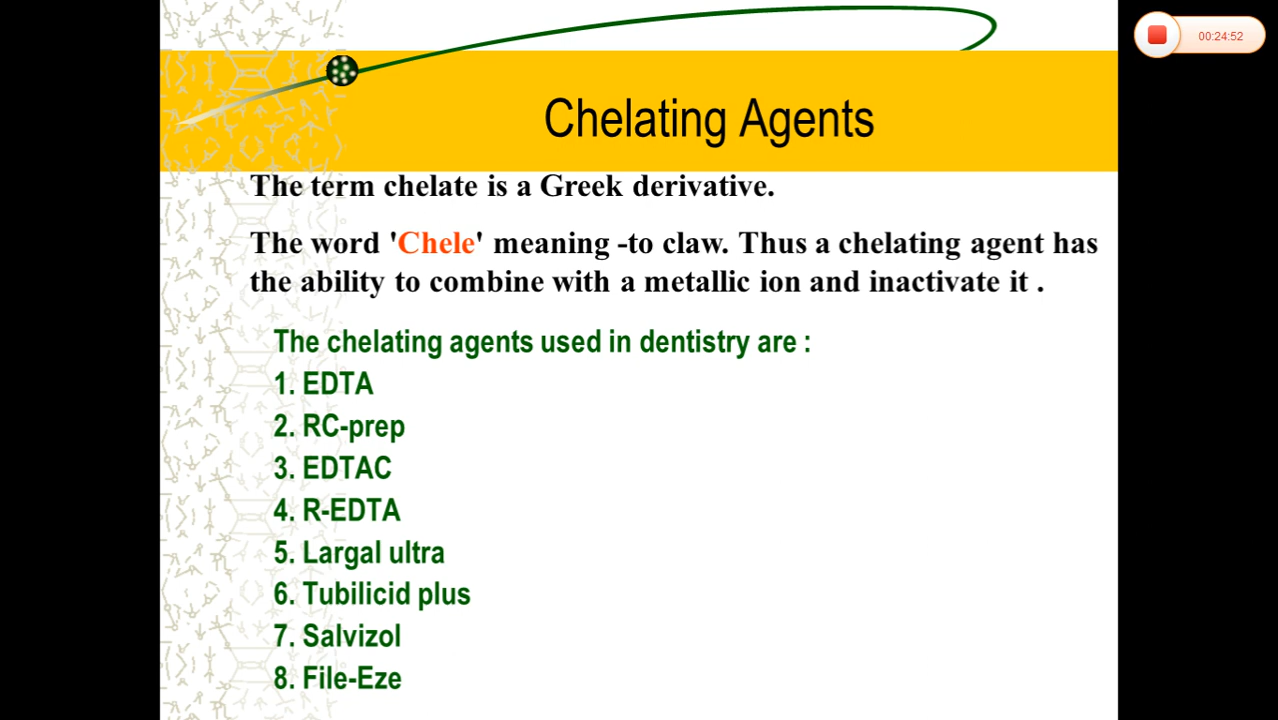 00:24:52
Chelating Agents
The term chelate is a Greek derivative.
The word 'Chele' meaning -to claw. Thus a chelating agent has
the ability to combine with a metallic ion and inactivate it .
The chelating agents used in dentistry are :
1. EDTA
2. RC-prep
3. EDTAC
4. R-EDTA
5. Largal ultra
6. Tubilicid plus
7. Salvizol
8. File-Eze